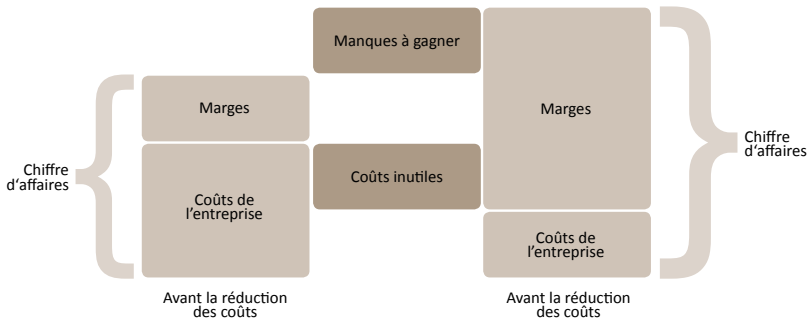 Manques à gagner
Marges
Marges
Chiffre
d'affaires
Chiffre
d'affaires
Coûts inutiles
Coûts de
l'entreprise
Coûts de
l'entreprise
Avant la réduction
des coûts
Avant la réduction
des coûts